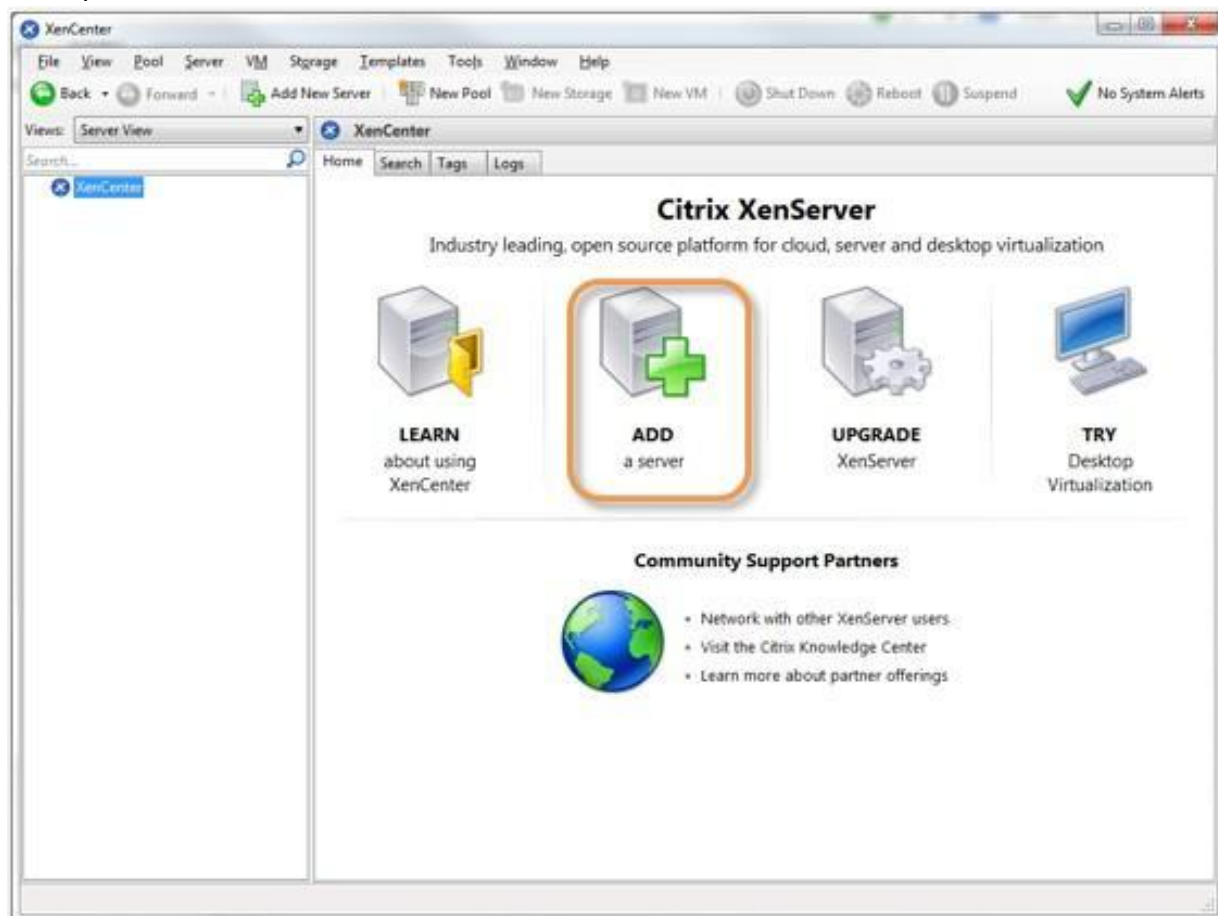 XenCenter
File View Pool Server VM Storage Templates Tools Window Help
Back Forward Add New Server New Pool New Storage New VM Shut Down Reboot Suspend No System Alerts
Views: Server View XenCenter
Search... Home Search Tags Logs
XenCenter
Citrix XenServer
Industry leading, open source platform for cloud, server and desktop virtualization
LEARN
about using
XenCenter
ADD
a server
UPGRADE
XenServer
TRY
Desktop
Virtualization
Community Support Partners
• Network with other XenServer users
• Visit the Citrix Knowledge Center
• Learn more about partner offerings